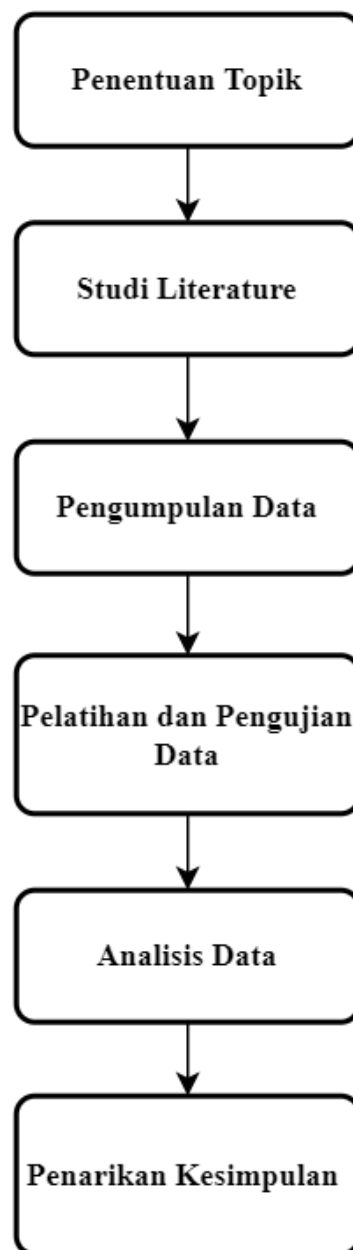 Penentuan Topik
Studi Literature
Pengumpulan Data
Pelatihan dan Pengujian
Data
Analisis Data
Penarikan Kesimpulan